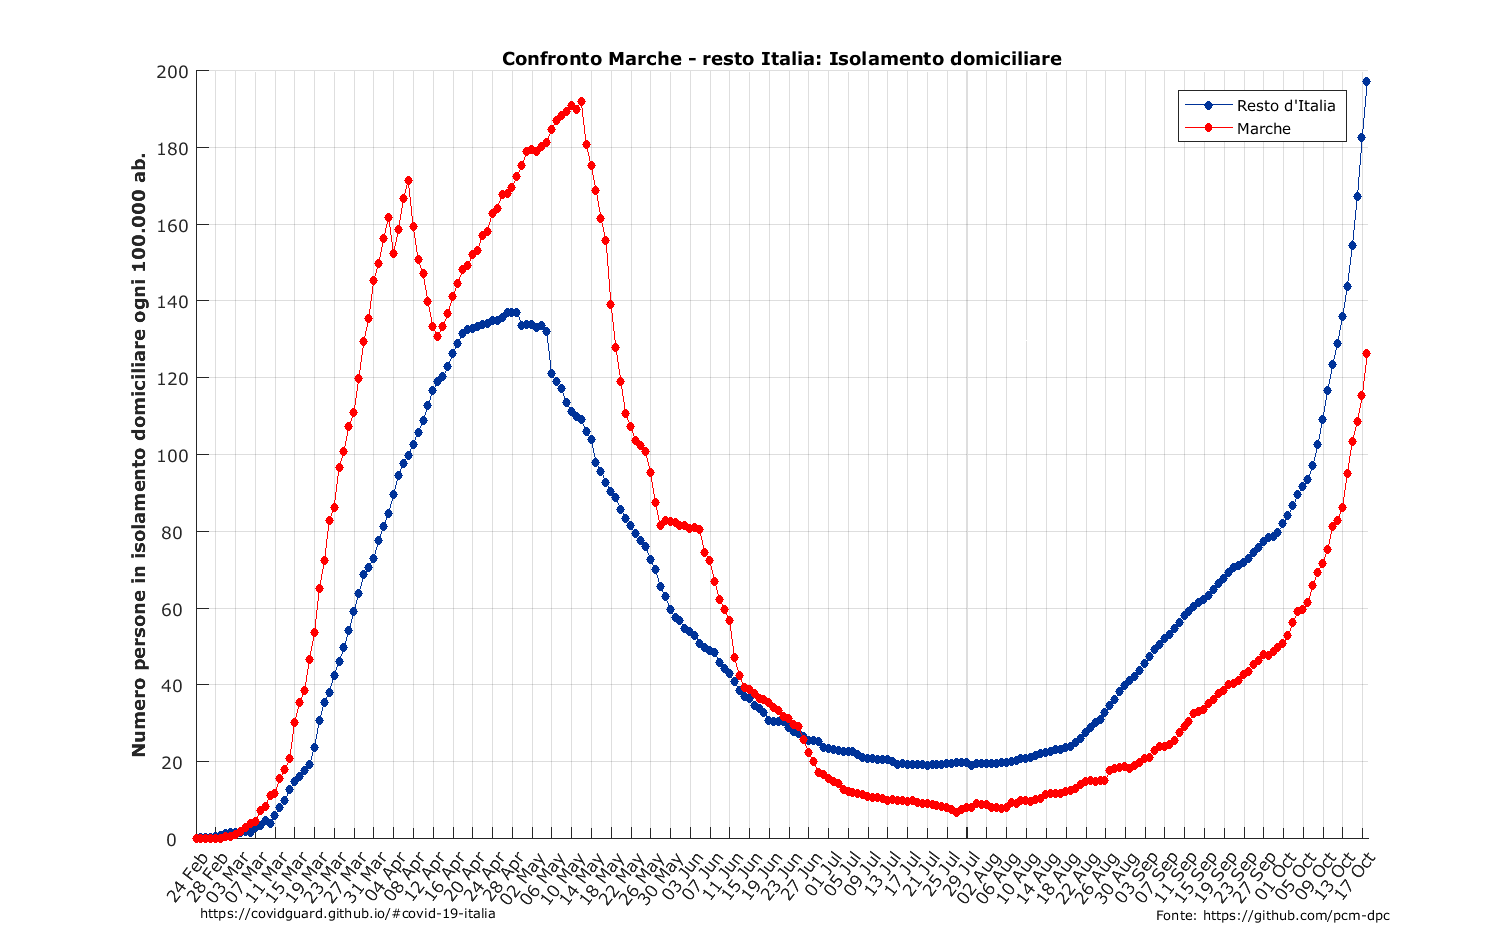 Confronto Marche - resto Italia: Isolamento domiciliare
Numero persone in isolamento domiciliare ogni 100.000 ab.
200
180
160
140
120
100
80
60
40
20
0
Resto d'Italia
Marche
24 Feb
28 Feb
03 Mar
07 Mar
11 Mar
15 Mar
19 Mar
23 Mar
27 Mar
31 Mar
04 Apr
08 Apr
12 Apr
16 Apr
20 Apr
24 Apr
28 Apr
02 May
06 May
10 May
14 May
18 May
22 May
26 May
30 May
03 Jun
07 Jun
11 Jun
15 Jun
19 Jun
23 Jun
27 Jun
01 Jul
05 Jul
09 Jul
13 Jul
17 Jul
21 Jul
25 Jul
29 Jul
02 Aug
06 Aug
10 Aug
14 Aug
18 Aug
22 Aug
26 Aug
30 Aug
03 Sep
07 Sep
11 Sep
15 Sep
19 Sep
23 Sep
27 Sep
01 Oct
05 Oct
09 Oct
13 Oct
17 Oct
https://covidguard.github.io/#covid-19-italia
Fonte: https://github.com/pcm-dpc